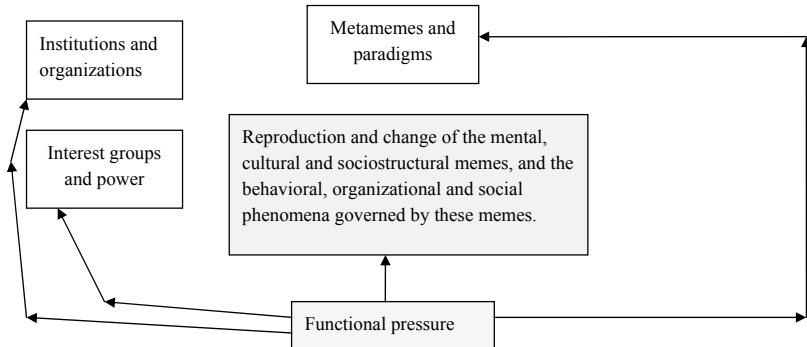 Institutions and
organizations
Metamemes and
paradigms
Interest groups
and power
Reproduction and change of the mental,
cultural and sociostructural memes, and the
behavioral, organizational and social
phenomena governed by these memes.
Functional pressure